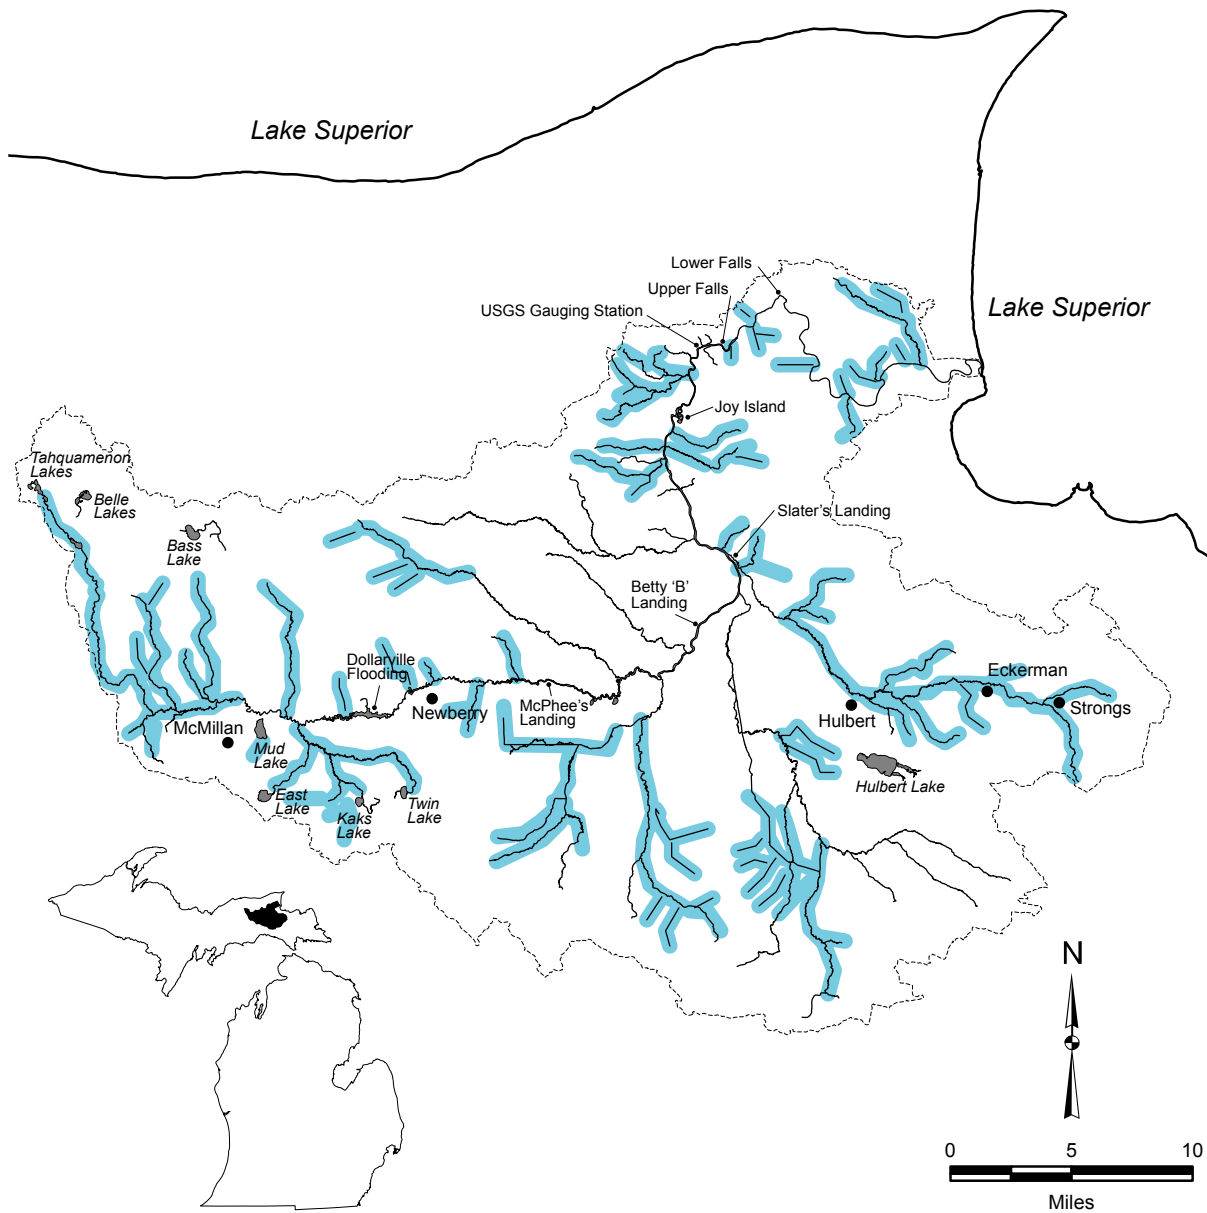 Lake Superior
Lower Falls
Upper Falls
USGS Gauging Station
Lake Superior
Joy Island
Tahquamenon
Lakes
Belle
Lakes
Bass
Lake
Slater's Landing
Betty 'B'
Landing
Dollarville
Flooding
Eckerman
Newberry
McPhee's
Landing
Strongs
Hulbert
McMillan
Mud
Lake
Hulbert Lake
East
Lake
Kaks
Lake
Twin
Lake
N
0 5 10
Miles